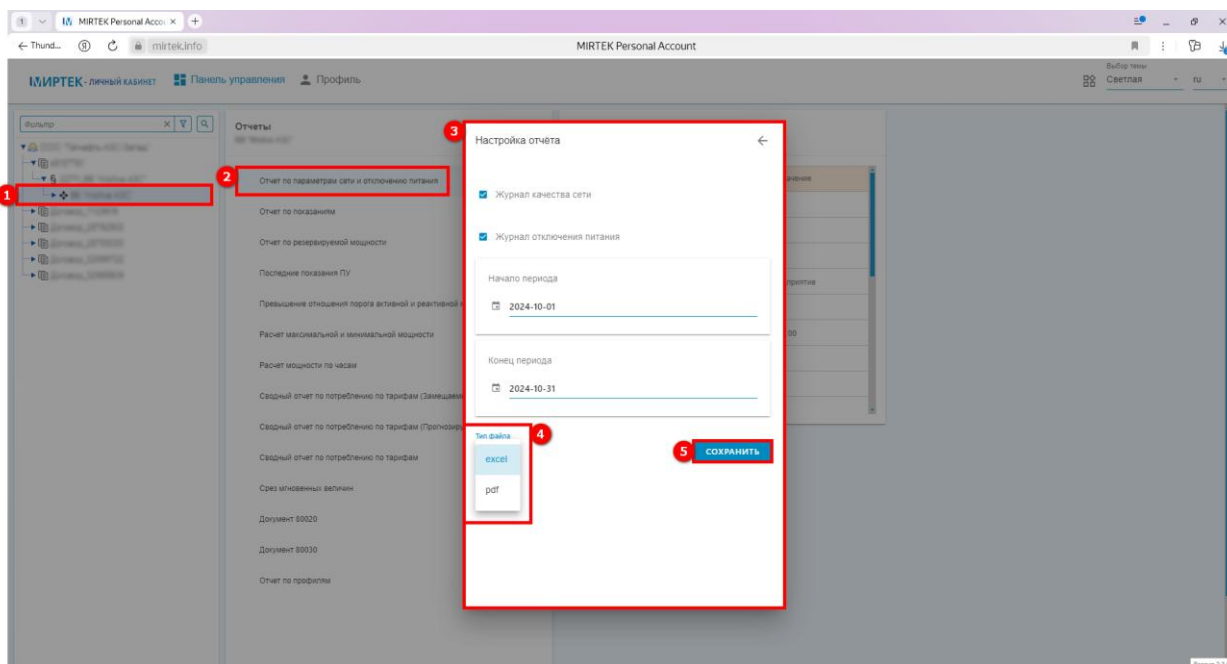 1
MIRTEK Personal Accou
Thund...
mirtek.info
MIRTEK Personal Account
МИРТЕК - ЛИЧНЫЙ КАБИНЕТ
Панель управления
Профиль
Выбор темы
Светлая
ru
Фильтр
Отчеты
1
2
Отчет по параметрам сети и отключению питания
Отчет по показаниям
Отчет по резервируемой мощности
Последние показания ПУ
Превышение отношения порога активной и реактивной
Расчет максимальной и минимальной мощности
Расчет мощности по часам
Сводный отчет по потреблению по тарифам
Сводный отчет по потреблению по тарифам
Сводный отчет по потреблению по тарифам
Срез мгновенных величин
Документ 80020
Документ 80030
Отчет по профилям
3
Настройка отчёта
Журнал качества сети
Журнал отключения питания
Начало периода
2024-10-01
Конец периода
2024-10-31
4
Тип файла
excel
pdf
5
СОХРАНИТЬ